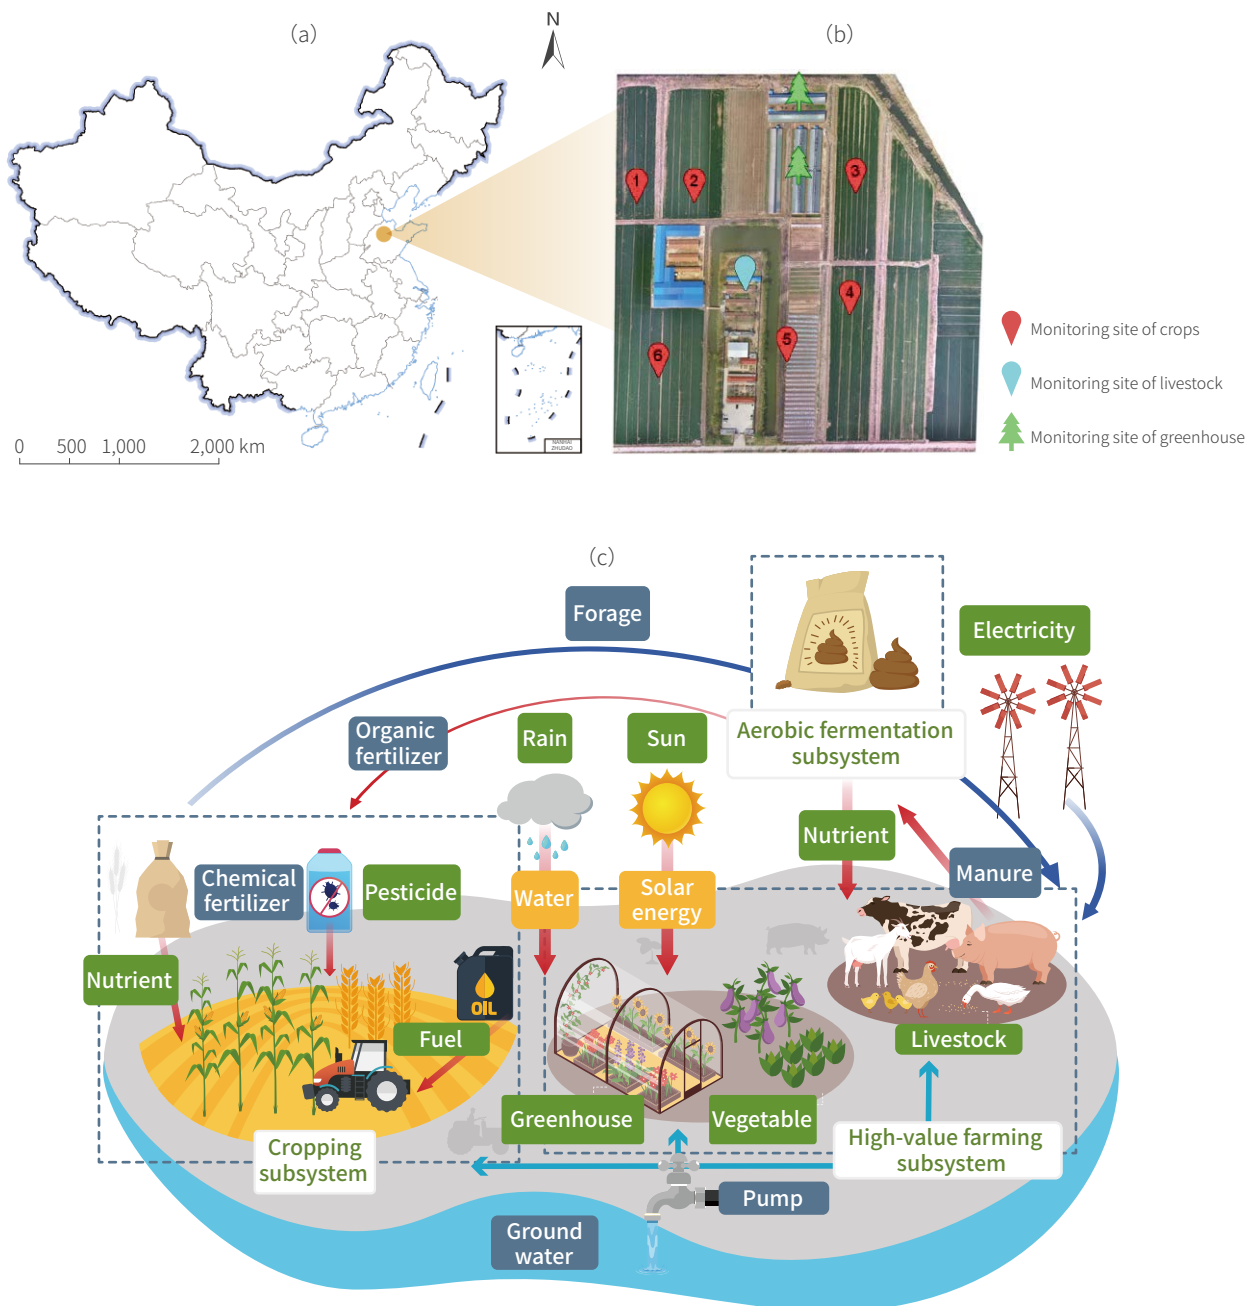 (a)
N
(b)
1
2
3
4
5
6
NANHAI
ZHUDAO
0 500 1,000 2,000 km
Monitoring site of crops
Monitoring site of livestock
Monitoring site of greenhouse
(c)
Forage
Electricity
Organic
fertilizer
Rain
Sun
Aerobic fermentation
subsystem
Nutrient
Manure
Chemical
fertilizer
Pesticide
Water
Solar
energy
Nutrient
OIL
Fuel
Livestock
Greenhouse
Vegetable
Cropping
subsystem
High-value farming
subsystem
Pump
Ground
water